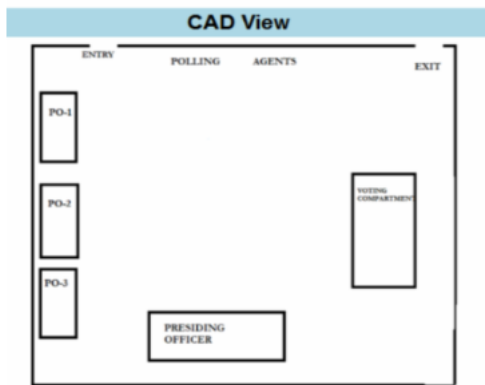 CAD View
ENTRY
POLLING AGENTS
EXIT
PO-1
PO-2
VOTING
COMPARTMENT
PO-3
PRESIDING
OFFICER